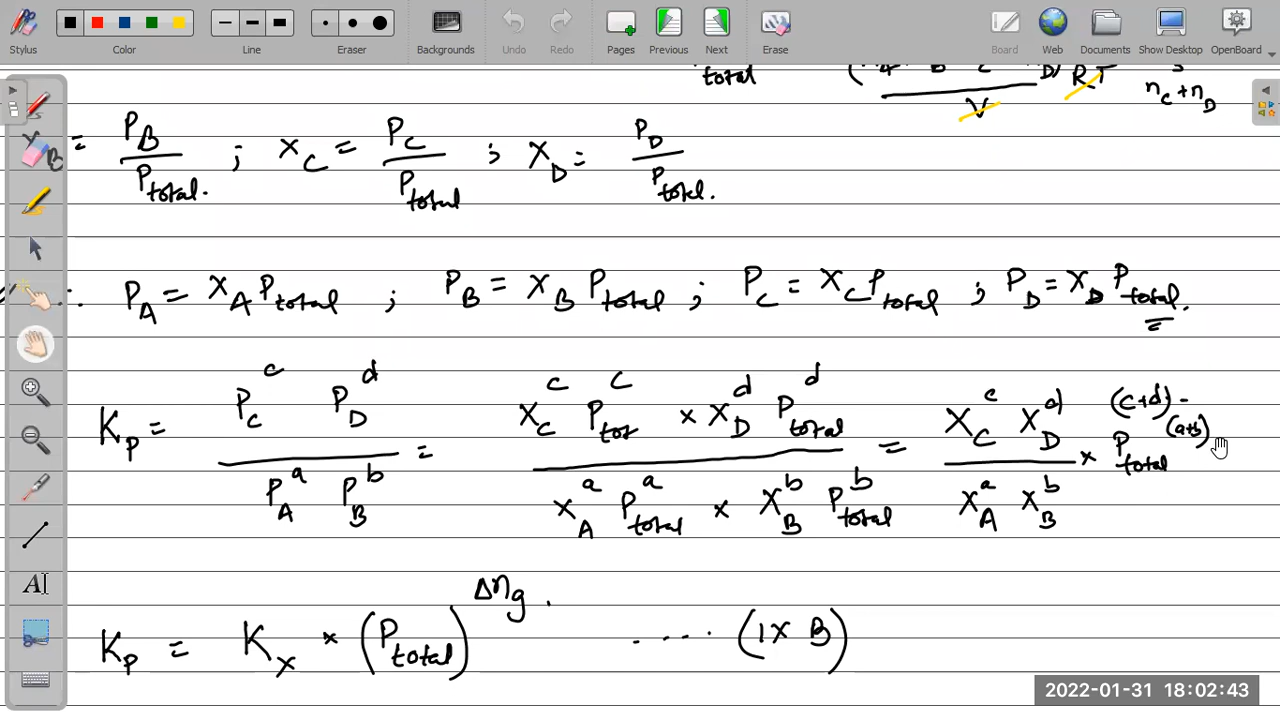 Stylus Color Line Eraser Backgrounds Undo Redo Pages Previous Next Erase Board Web Documents Show Desktop OpenBoard
total V RT n_C + n_D
= P_B / P_total . ; x_C = P_C / P_total ; x_D = P_D / P_total .
∴ P_A = x_A P_total ; P_B = x_B P_total ; P_C = x_C P_total ; P_D = x_D P_total .
K_P = P_C^c P_D^d / P_A^a P_B^b = x_C^c P_tot^c × x_D^d P_total^d / x_A^a P_total^a × x_B^b P_total^b = x_C^c x_D^d / x_A^a x_B^b × P_total^(c+d)-(a+b)
K_P = K_x × (P_total)^Δn_g . ..... (IX B)
2022-01-31 18:02:43